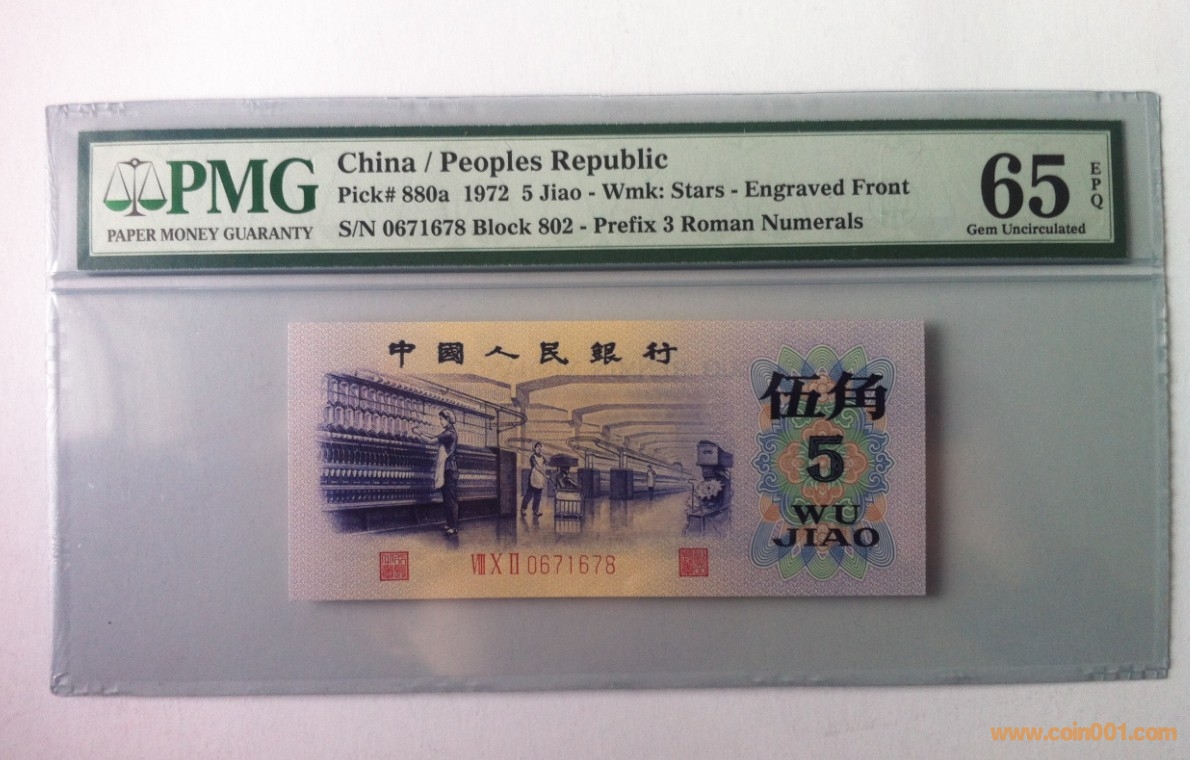 PMG
PAPER MONEY GUARANTY
China / Peoples Republic
Pick# 880a 1972 5 Jiao - Wmk: Stars - Engraved Front
S/N 0671678 Block 802 - Prefix 3 Roman Numerals
65
EPQ
Gem Uncirculated
中國人民銀行
伍角
5
WU
JIAO
Ⅷ Ⅹ Ⅱ 0671678
www.coin001.com